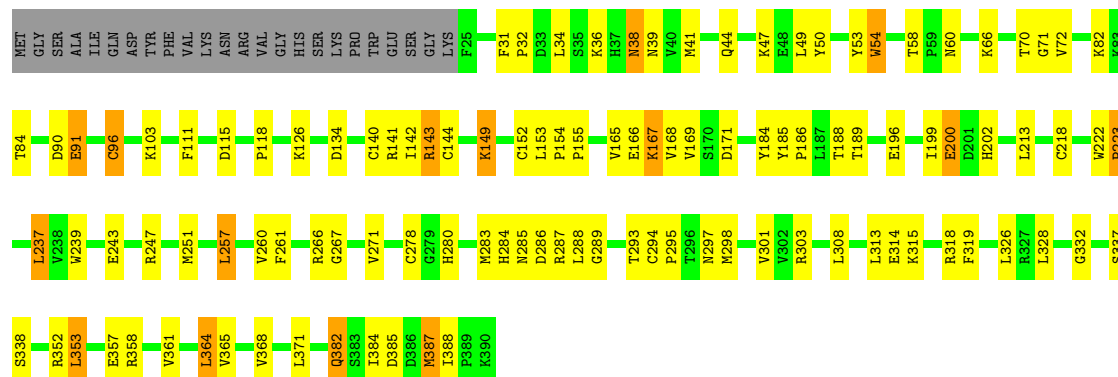 MET GLY SER ALA ILE GLN ASP TYR PHE VAL LYS ASN ARG VAL GLY HIS SER LYS PRO TRP GLU SER GLY LYS F25 F31 P32 D33 L34 S35 K36 H37 N38 N39 V40 M41 Q44 K47 E48 L49 Y50 Y53 W54 T58 P59 N60 K66 T70 G71 V72 K82 K83
T84 D90 E91 C96 K103 F111 D115 P118 K126 D134 C140 R141 I142 R143 C144 K149 C152 L153 P154 P155 V165 E166 K167 V168 V169 S170 D171 Y184 Y185 P186 L187 T188 T189 E196 I199 E200 D201 H202 L213 C218 W222
L237 V238 W239 E243 R247 M251 L257 V260 F261 R266 G267 V271 C278 G279 H280 M283 H284 N285 D286 R287 L288 G289 T293 C294 P295 T296 N297 M298 V301 V302 R303 L308 L313 E314 K315 R318 F319 L326 R327 L328 G332 S337
S338 R352 L353 E357 R358 V361 L364 V365 V368 L371 Q382 S383 I384 D385 D386 M387 I388 P389 K390